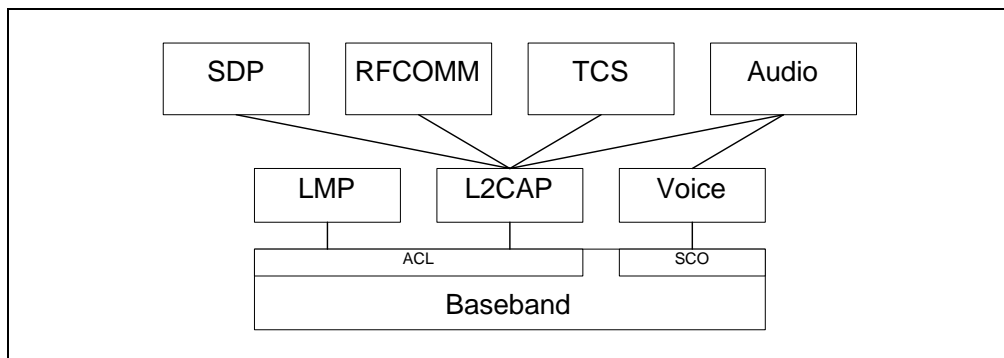 SDP RFCOMM TCS Audio
LMP L2CAP Voice
ACL SCO
Baseband